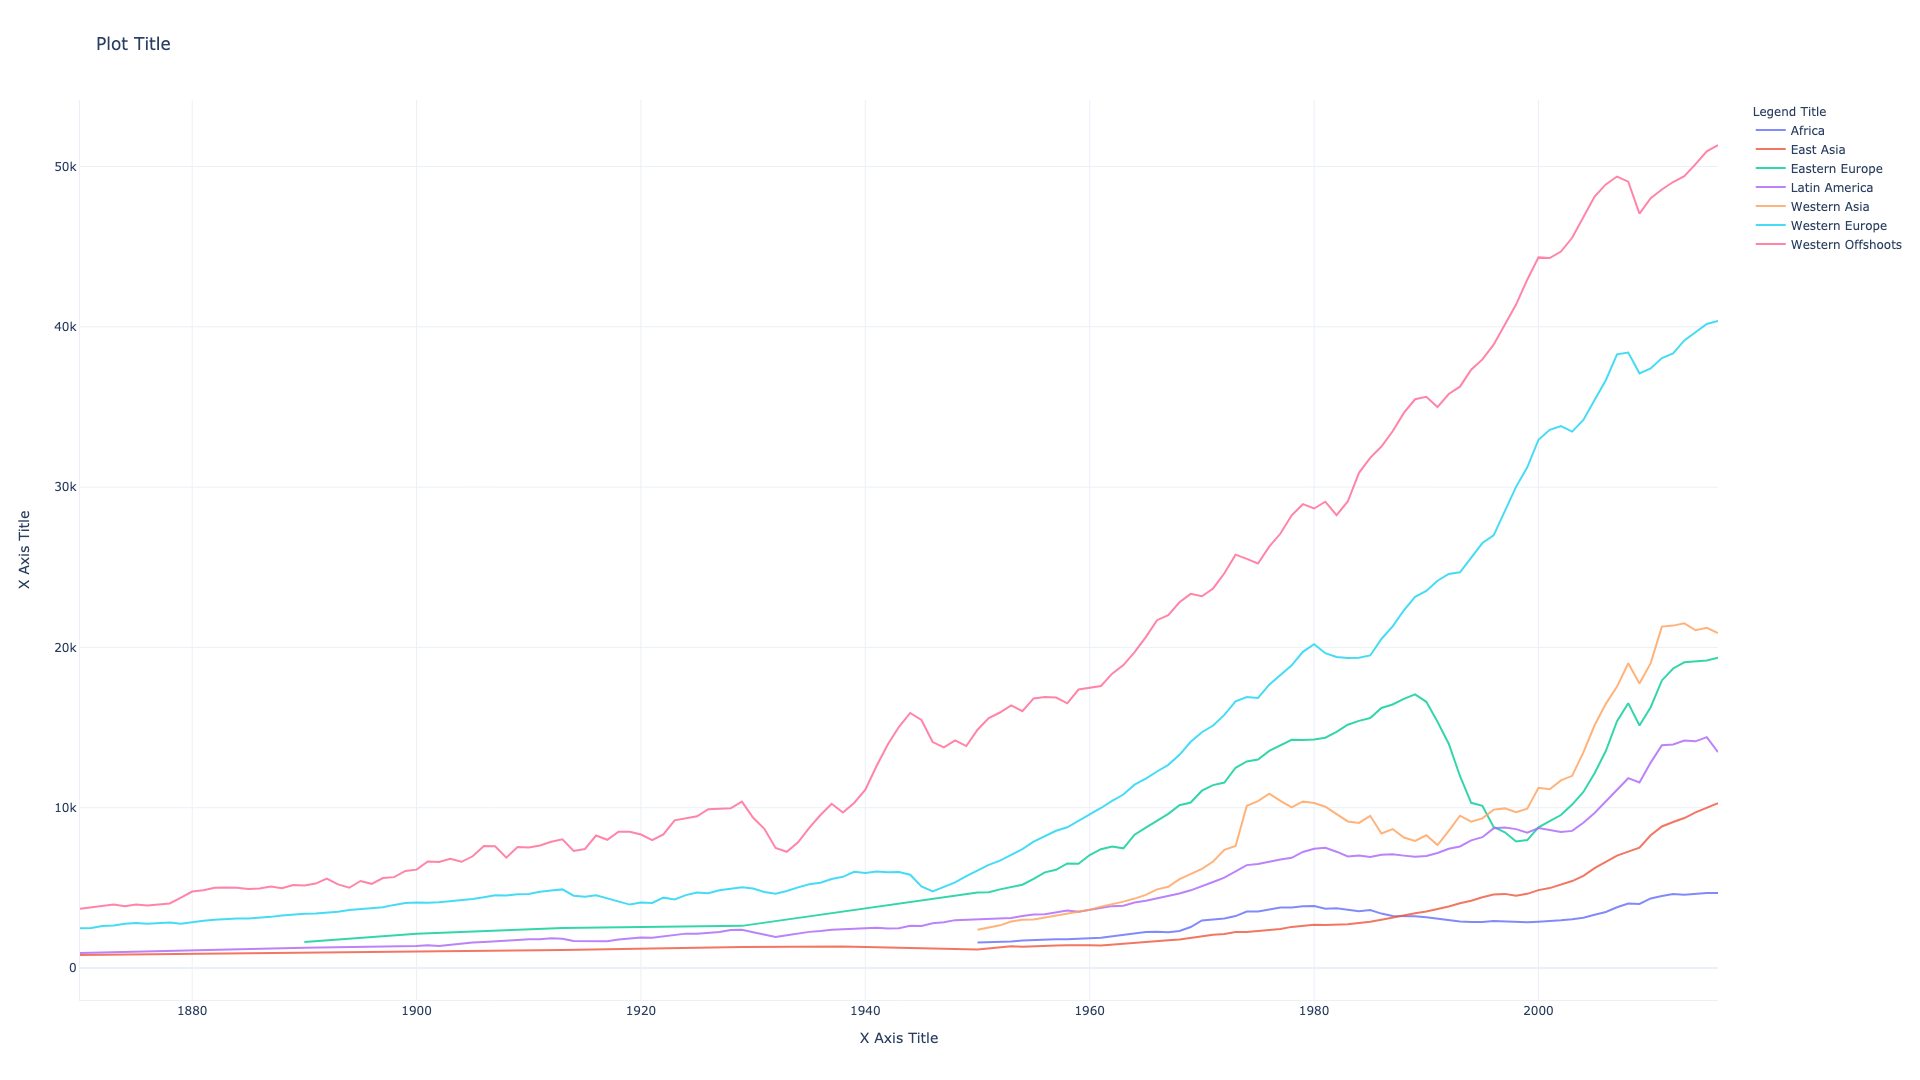 Plot Title
Legend Title
Africa
East Asia
Eastern Europe
Latin America
Western Asia
Western Europe
Western Offshoots
50k
40k
30k
20k
10k
0
X Axis Title
1880
1900
1920
1940
1960
1980
2000
X Axis Title